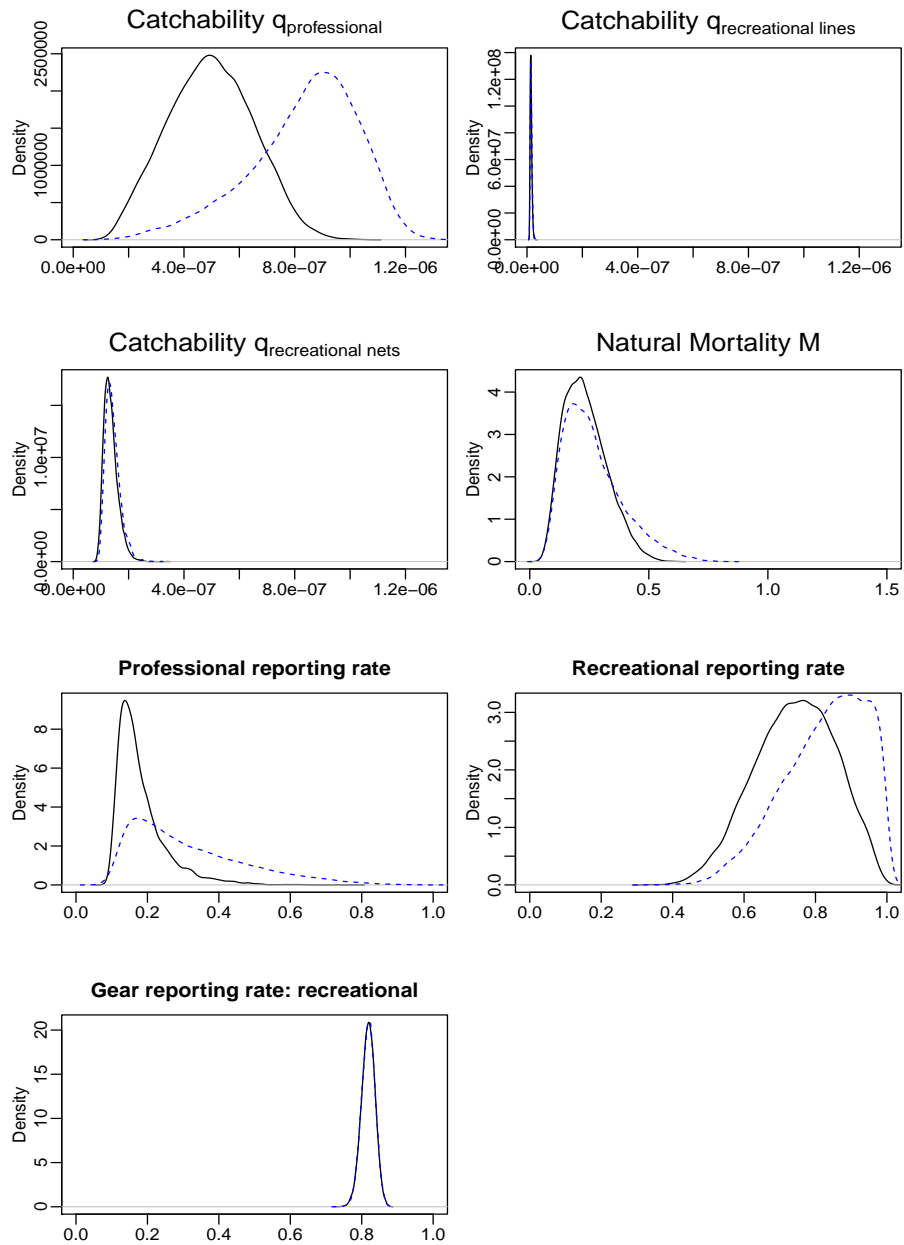 Catchability qprofessional
Density
0 1000000 2500000
0.0e+00 4.0e−07 8.0e−07 1.2e−06
Catchability qrecreational lines
Density
0.0e+00 6.0e+07 1.2e+08
0.0e+00 4.0e−07 8.0e−07 1.2e−06
Catchability qrecreational nets
Density
0.0e+00 1.0e+07
0.0e+00 4.0e−07 8.0e−07 1.2e−06
Natural Mortality M
Density
0 1 2 3 4
0.0 0.5 1.0 1.5
Professional reporting rate
Density
0 2 4 6 8
0.0 0.2 0.4 0.6 0.8 1.0
Recreational reporting rate
Density
0.0 1.0 2.0 3.0
0.0 0.2 0.4 0.6 0.8 1.0
Gear reporting rate: recreational
Density
0 5 10 15 20
0.0 0.2 0.4 0.6 0.8 1.0